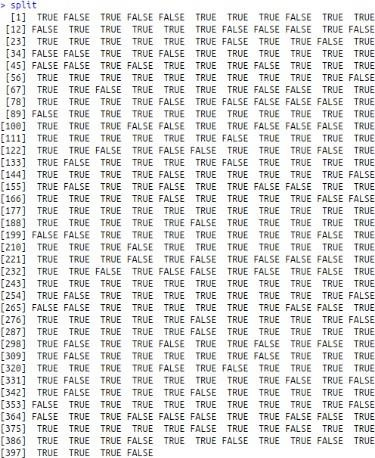 > split
[1] TRUE FALSE TRUE FALSE FALSE TRUE TRUE TRUE FALSE TRUE TRUE
[12] FALSE TRUE TRUE TRUE TRUE FALSE FALSE FALSE TRUE FALSE FALSE
[23] TRUE TRUE TRUE TRUE TRUE TRUE FALSE TRUE FALSE TRUE TRUE
[34] FALSE FALSE TRUE TRUE TRUE TRUE TRUE TRUE TRUE TRUE FALSE
[45] FALSE FALSE FALSE FALSE TRUE FALSE TRUE TRUE FALSE TRUE TRUE
[56] TRUE TRUE TRUE TRUE TRUE TRUE TRUE TRUE TRUE TRUE FALSE
[67] TRUE TRUE FALSE TRUE TRUE TRUE TRUE FALSE FALSE TRUE TRUE
[78] TRUE TRUE TRUE TRUE FALSE TRUE FALSE FALSE FALSE FALSE TRUE
[89] FALSE TRUE TRUE TRUE TRUE TRUE FALSE TRUE TRUE TRUE TRUE
[100] TRUE TRUE TRUE FALSE FALSE TRUE TRUE FALSE FALSE FALSE TRUE
[111] TRUE TRUE TRUE TRUE TRUE TRUE FALSE TRUE TRUE TRUE TRUE
[122] TRUE TRUE FALSE TRUE FALSE FALSE TRUE TRUE FALSE TRUE TRUE
[133] TRUE FALSE TRUE TRUE TRUE TRUE FALSE TRUE TRUE TRUE TRUE
[144] TRUE TRUE TRUE TRUE TRUE TRUE TRUE TRUE TRUE TRUE FALSE
[155] TRUE FALSE TRUE TRUE TRUE TRUE TRUE FALSE FALSE TRUE TRUE
[166] TRUE TRUE TRUE TRUE TRUE TRUE TRUE TRUE TRUE FALSE FALSE
[177] TRUE TRUE TRUE TRUE TRUE TRUE TRUE TRUE TRUE TRUE TRUE
[188] TRUE TRUE TRUE TRUE TRUE FALSE TRUE TRUE TRUE TRUE TRUE
[199] FALSE FALSE TRUE TRUE TRUE TRUE TRUE TRUE TRUE FALSE TRUE
[210] TRUE TRUE TRUE FALSE TRUE TRUE TRUE TRUE TRUE TRUE TRUE
[221] TRUE TRUE TRUE FALSE TRUE TRUE FALSE FALSE FALSE FALSE TRUE
[232] TRUE TRUE FALSE TRUE FALSE FALSE FALSE FALSE TRUE TRUE FALSE
[243] TRUE TRUE TRUE TRUE TRUE TRUE TRUE TRUE TRUE TRUE TRUE
[254] TRUE FALSE TRUE TRUE TRUE TRUE TRUE TRUE TRUE TRUE FALSE
[265] FALSE FALSE TRUE TRUE TRUE TRUE TRUE TRUE FALSE FALSE TRUE
[276] TRUE TRUE TRUE TRUE TRUE FALSE TRUE TRUE TRUE TRUE FALSE
[287] TRUE TRUE TRUE TRUE TRUE FALSE TRUE TRUE TRUE TRUE TRUE
[298] TRUE FALSE TRUE TRUE FALSE TRUE TRUE FALSE TRUE FALSE TRUE
[309] TRUE FALSE TRUE TRUE TRUE TRUE TRUE FALSE TRUE TRUE TRUE
[320] TRUE TRUE TRUE FALSE FALSE TRUE TRUE TRUE TRUE TRUE TRUE
[331] TRUE FALSE TRUE TRUE TRUE TRUE TRUE FALSE TRUE TRUE FALSE
[342] TRUE FALSE TRUE TRUE TRUE FALSE TRUE TRUE TRUE TRUE TRUE
[353] FALSE TRUE TRUE TRUE FALSE TRUE TRUE TRUE TRUE TRUE FALSE
[364] FALSE TRUE TRUE FALSE FALSE FALSE TRUE TRUE FALSE FALSE TRUE
[375] TRUE TRUE TRUE TRUE TRUE FALSE TRUE TRUE TRUE TRUE TRUE
[386] TRUE TRUE TRUE FALSE TRUE TRUE FALSE TRUE TRUE FALSE TRUE
[397] TRUE TRUE TRUE FALSE